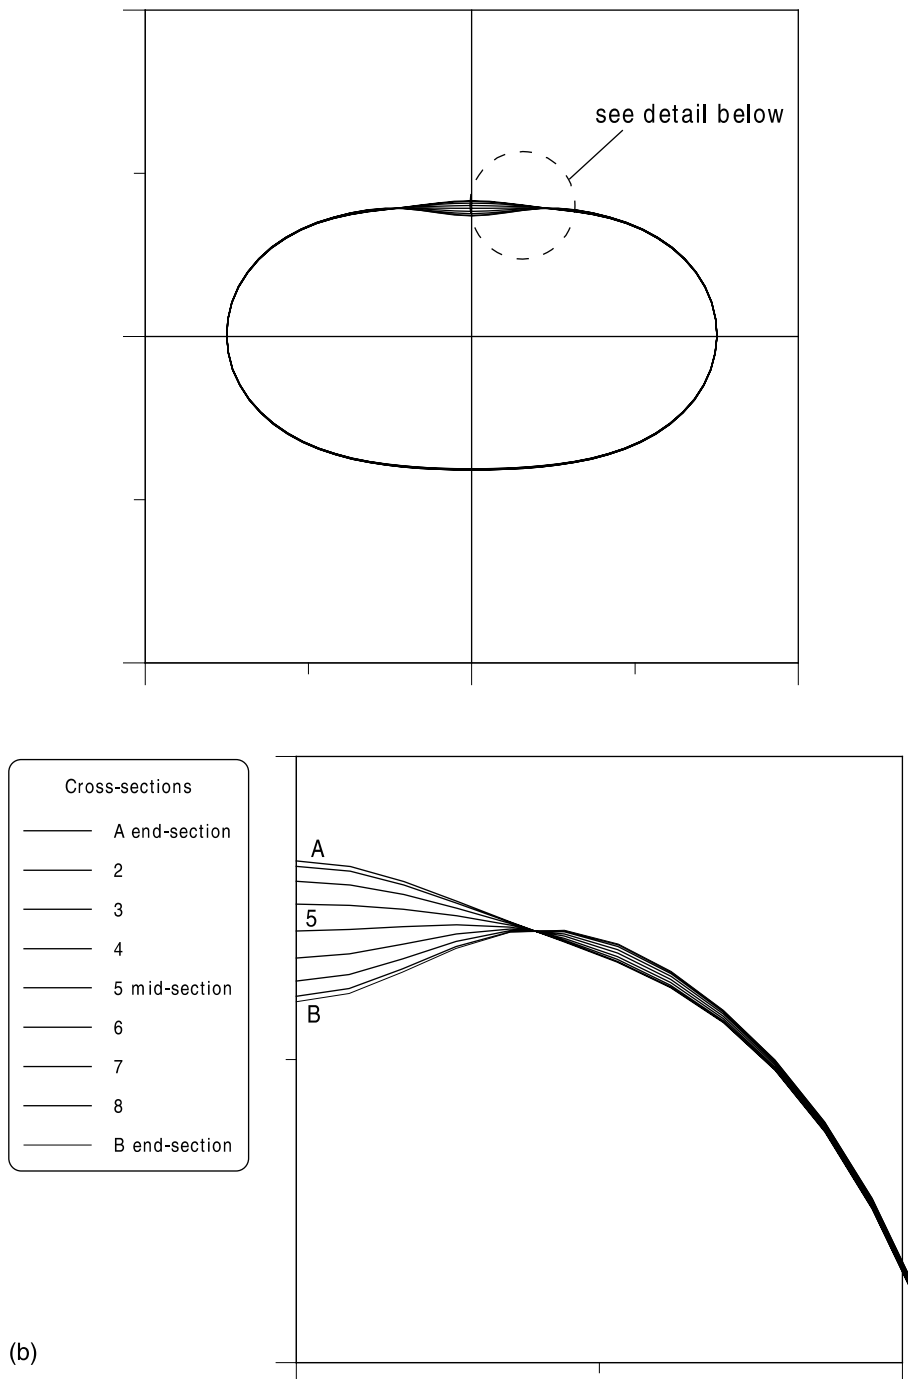 see detail below
Cross-sections
A end-section
2
3
4
5 mid-section
6
7
8
B end-section
A
5
B
(b)